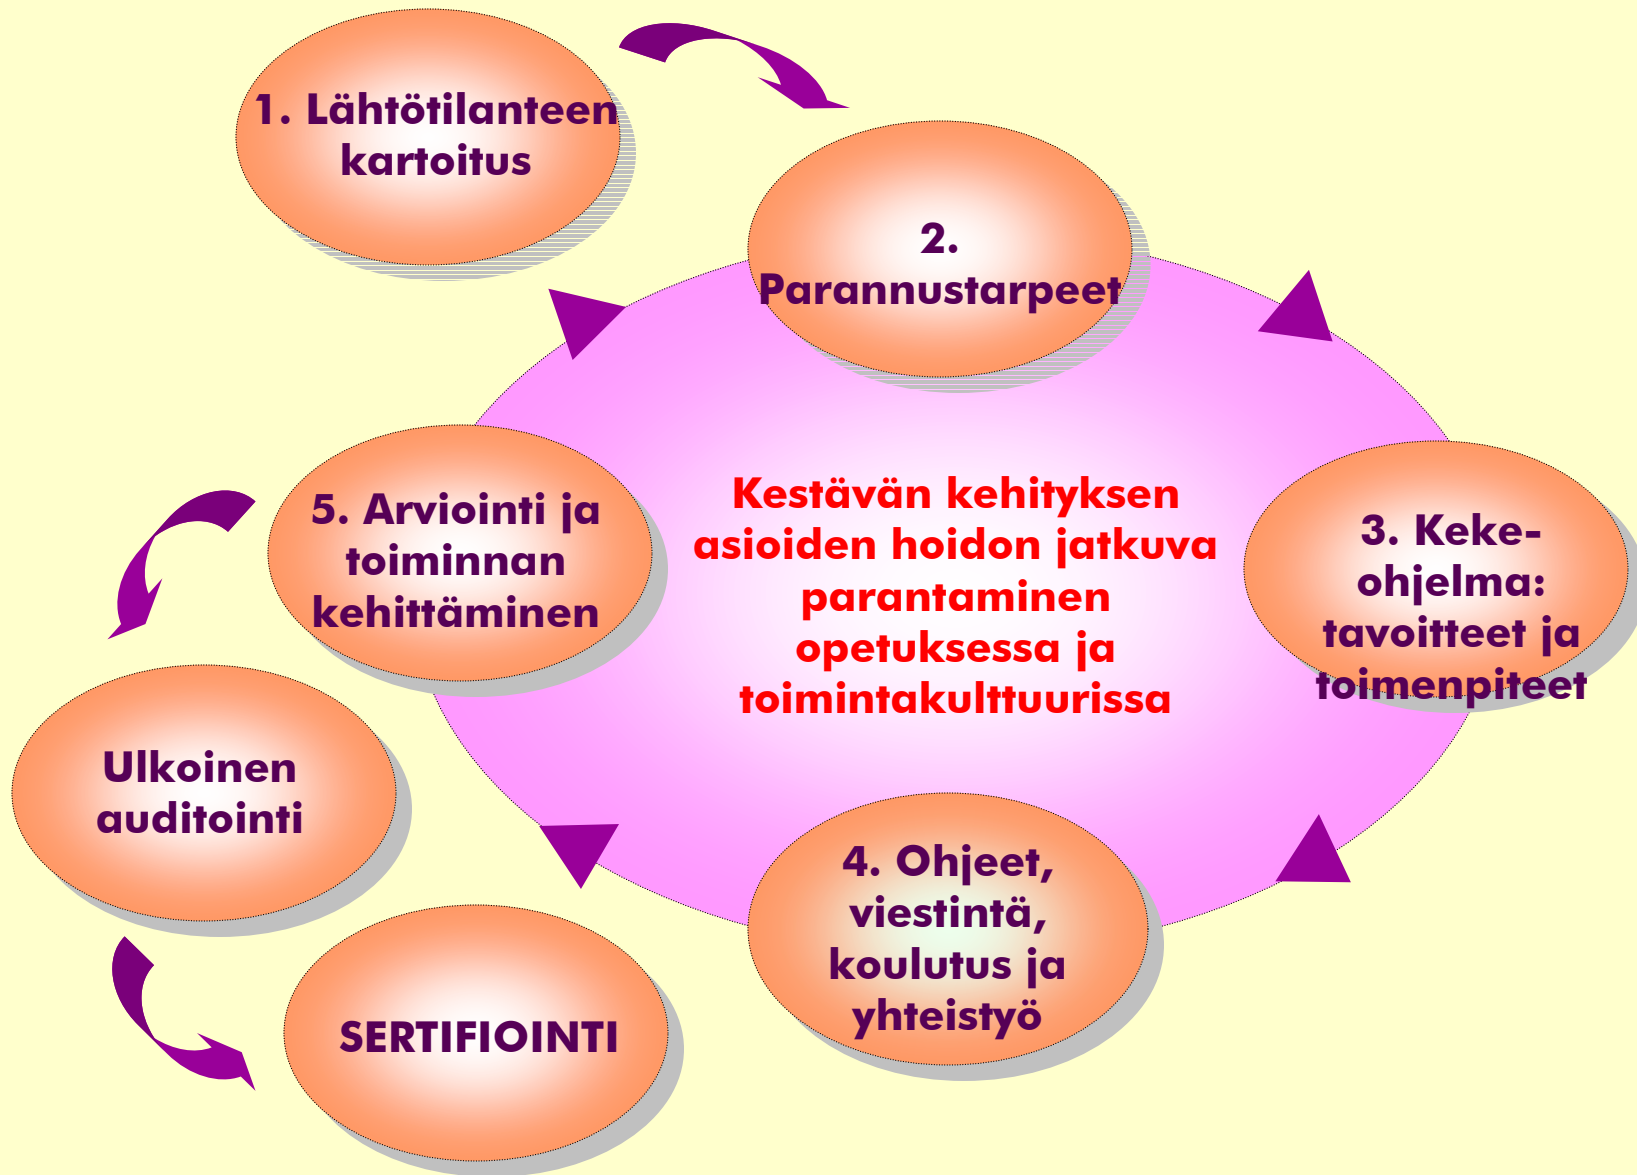 1. Lähtötilanteen
kartoitus
2.
Parannustarpeet
3. Keke-
ohjelma:
tavoitteet ja
toimenpiteet
4. Ohjeet,
viestintä,
koulutus ja
yhteistyö
5. Arviointi ja
toiminnan
kehittäminen
Kestävän kehityksen
asioiden hoidon jatkuva
parantaminen
opetuksessa ja
toimintakulttuurissa
Ulkoinen
auditointi
SERTIFIOINTI